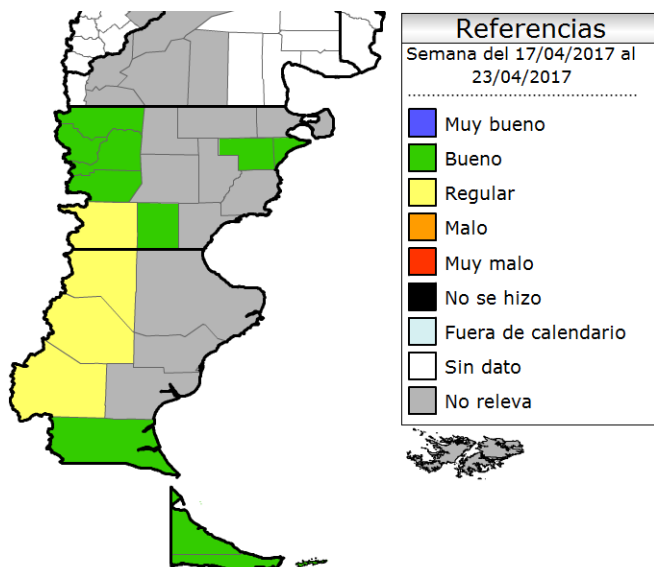 Referencias
Semana del 17/04/2017 al
23/04/2017
Muy bueno
Bueno
Regular
Malo
Muy malo
No se hizo
Fuera de calendario
Sin dato
No releva